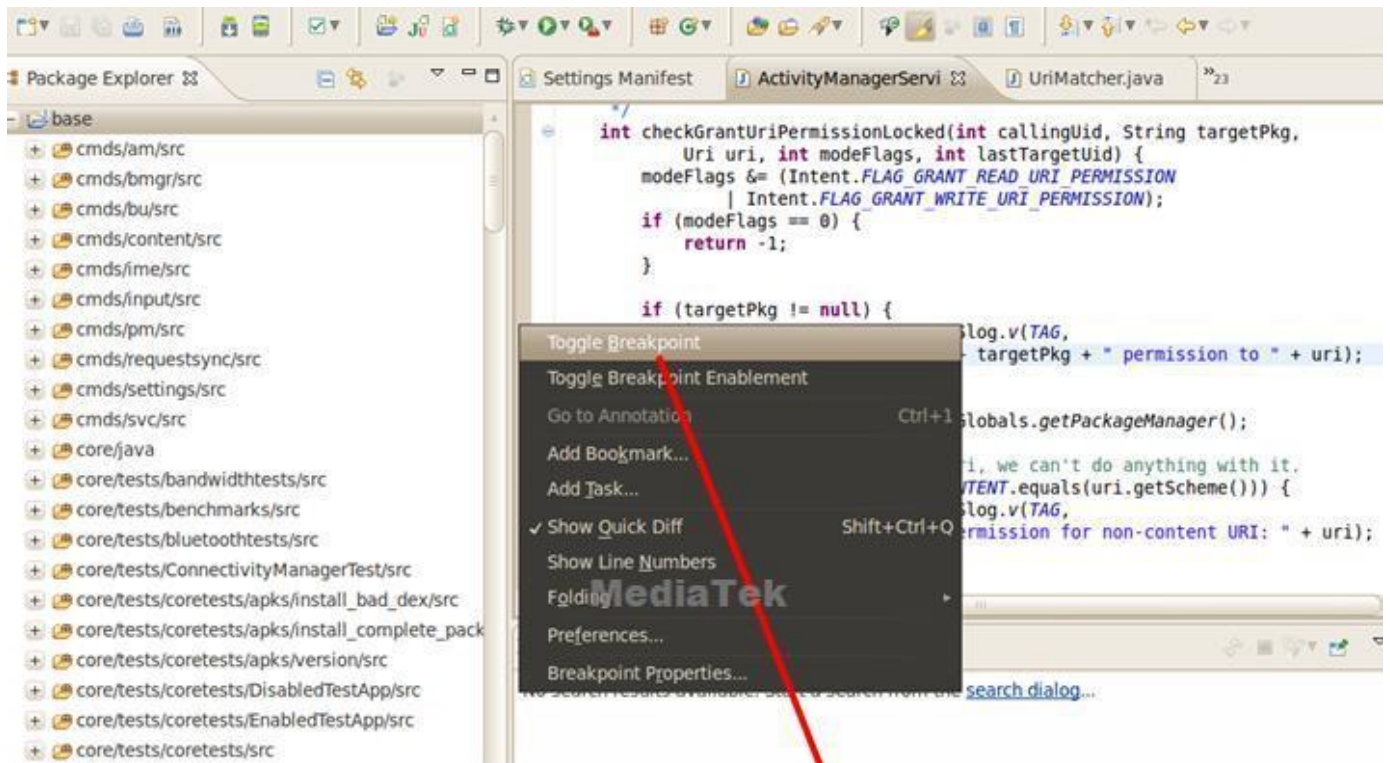 Package Explorer
Settings Manifest
ActivityManagerServi
UriMatcher.java
»23
base
cmds/am/src
cmds/bmgr/src
cmds/bu/src
cmds/content/src
cmds/ime/src
cmds/input/src
cmds/pm/src
cmds/requestsync/src
cmds/settings/src
cmds/svc/src
core/java
core/tests/bandwidthtests/src
core/tests/benchmarks/src
core/tests/bluetoothtests/src
core/tests/ConnectivityManagerTest/src
core/tests/coretests/apks/install_bad_dex/src
core/tests/coretests/apks/install_complete_pack
core/tests/coretests/apks/version/src
core/tests/coretests/DisabledTestApp/src
core/tests/coretests/EnabledTestApp/src
core/tests/coretests/src
*/
int checkGrantUriPermissionLocked(int callingUid, String targetPkg,
Uri uri, int modeFlags, int lastTargetUid) {
modeFlags &= (Intent.FLAG_GRANT_READ_URI_PERMISSION
| Intent.FLAG_GRANT_WRITE_URI_PERMISSION);
if (modeFlags == 0) {
return -1;
}
if (targetPkg != null) {
Slog.v(TAG,
targetPkg + " permission to " + uri);
Globals.getPackageManager();
ri, we can't do anything with it.
TENT.equals(uri.getScheme())) {
Slog.v(TAG,
ermission for non-content URI: " + uri);
Toggle Breakpoint
Toggle Breakpoint Enablement
Go to Annotation Ctrl+1
Add Bookmark...
Add Task...
✓ Show Quick Diff Shift+Ctrl+Q
Show Line Numbers
Folding
Preferences...
Breakpoint Properties...
MediaTek
search dialog...